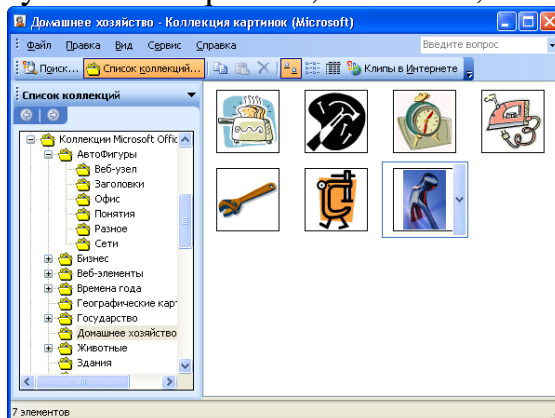 Домашнее хозяйство - Коллекция картинок (Microsoft)
Файл Правка Вид Сервис Справка Введите вопрос
Поиск... Список коллекций... Клипы в Интернете
Список коллекций
Коллекции Microsoft Offic
АвтоФигуры
Веб-узел
Заголовки
Офис
Понятия
Разное
Сети
Бизнес
Веб-элементы
Времена года
Географические кар
Государство
Домашнее хозяйство
Животные
Здания
7 элементов